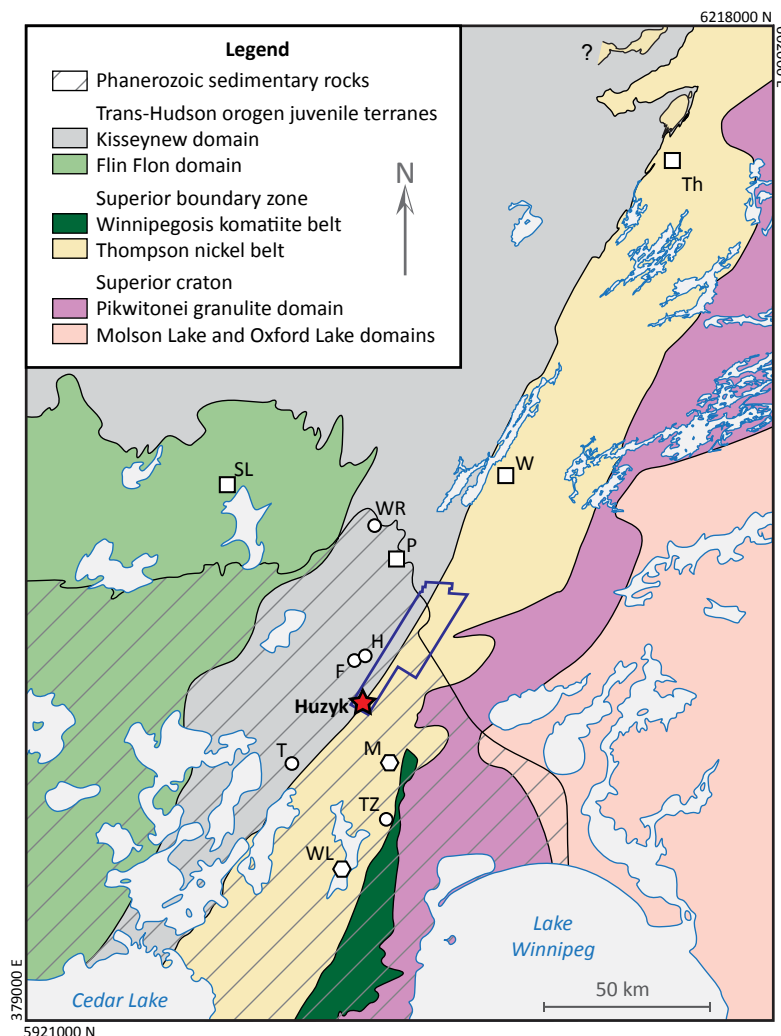 6218000 N
Legend
Phanerozoic sedimentary rocks
Trans-Hudson orogen juvenile terranes
Kisseynew domain
Flin Flon domain
Superior boundary zone
Winnipegosis komatiite belt
Thompson nickel belt
Superior craton
Pikwitonei granulite domain
Molson Lake and Oxford Lake domains
N
?
Th
SL
W
WR
P
H
F
Huzyk
T
M
TZ
WL
Lake
Winnipeg
Cedar Lake
50 km
379000 E
5921000 N